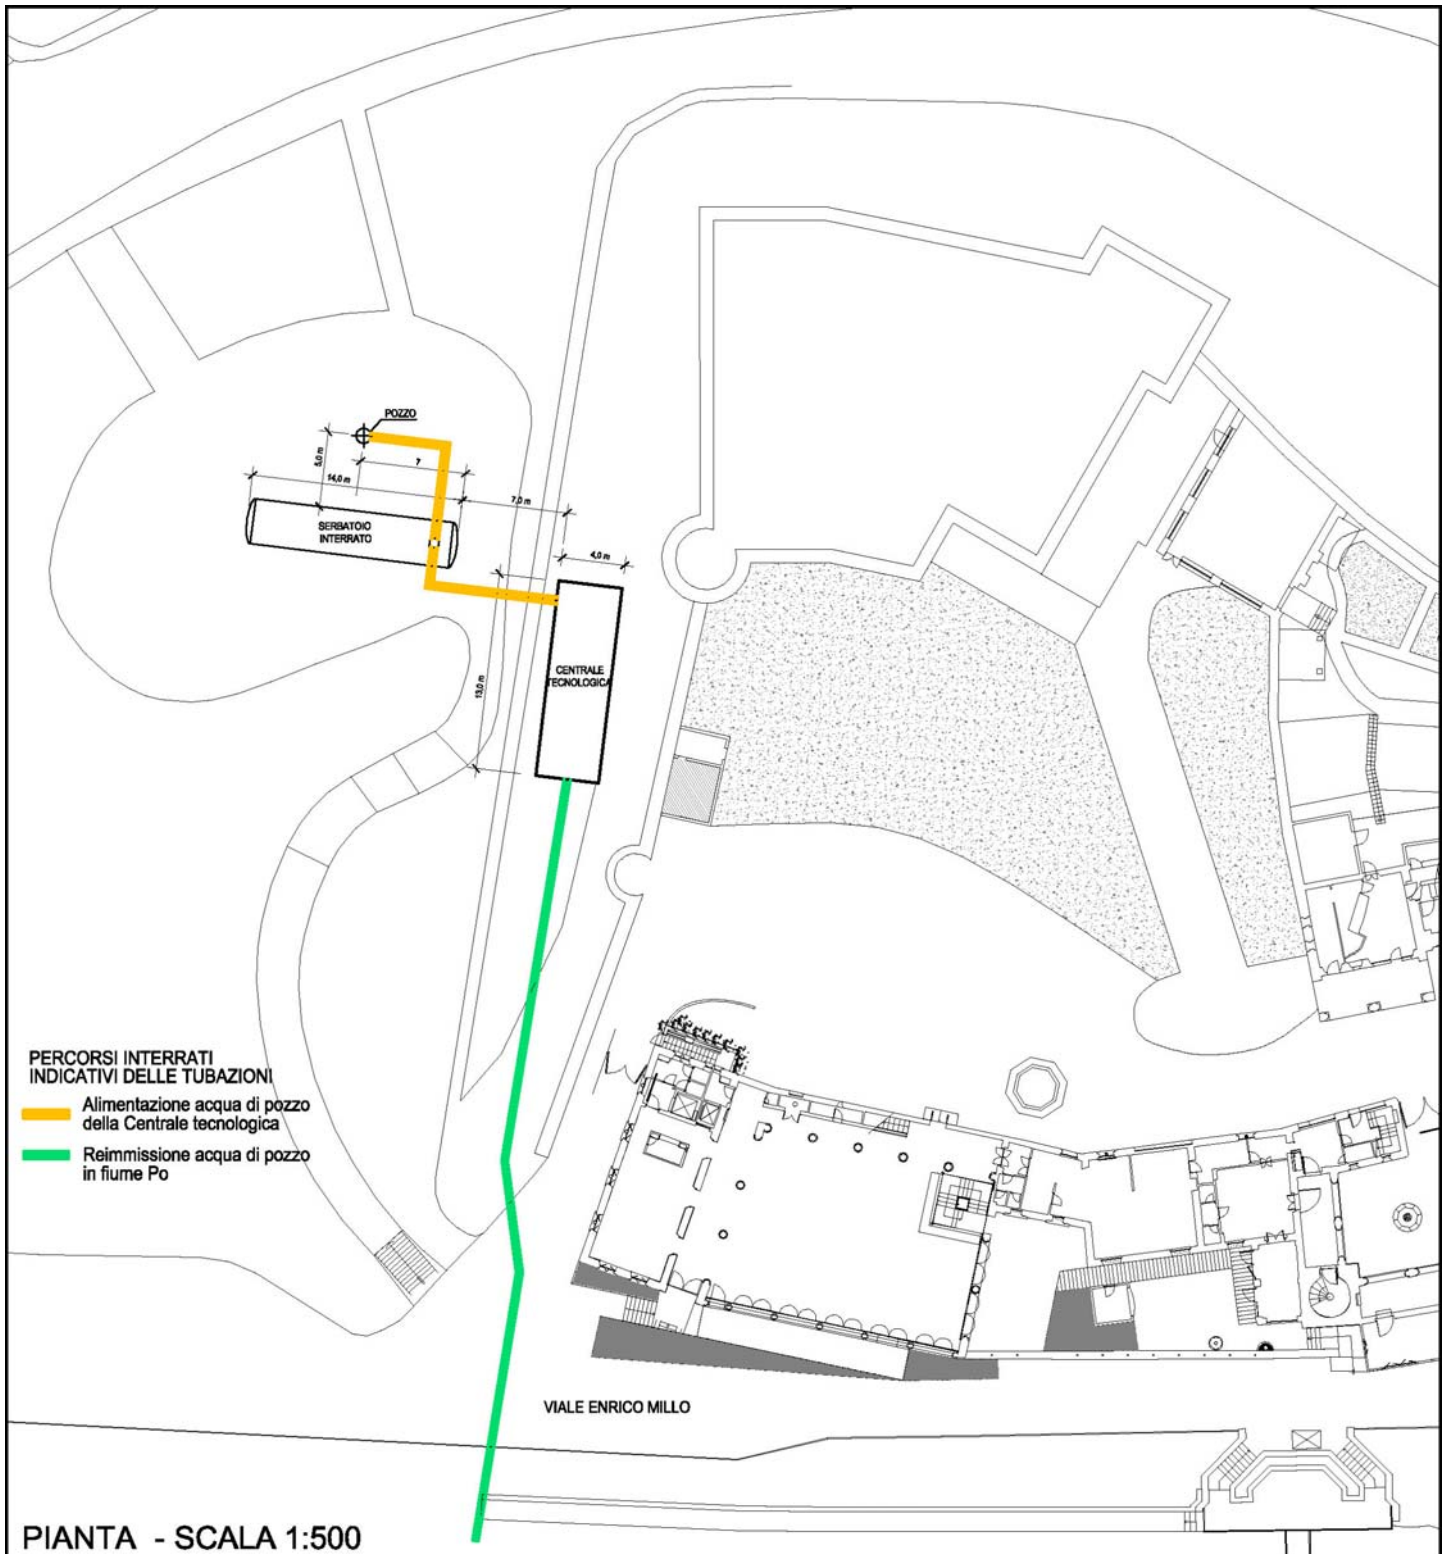 POZZO
5,0 m
7
14,0 m
7,0 m
SERBATOIO
INTERRATO
4,0 m
CENTRALE
TECNOLOGICA
13,0 m
PERCORSI INTERRATI
INDICATIVI DELLE TUBAZIONI
Alimentazione acqua di pozzo
della Centrale tecnologica
Reimmissione acqua di pozzo
in fiume Po
VIALE ENRICO MILLO
PIANTA - SCALA 1:500